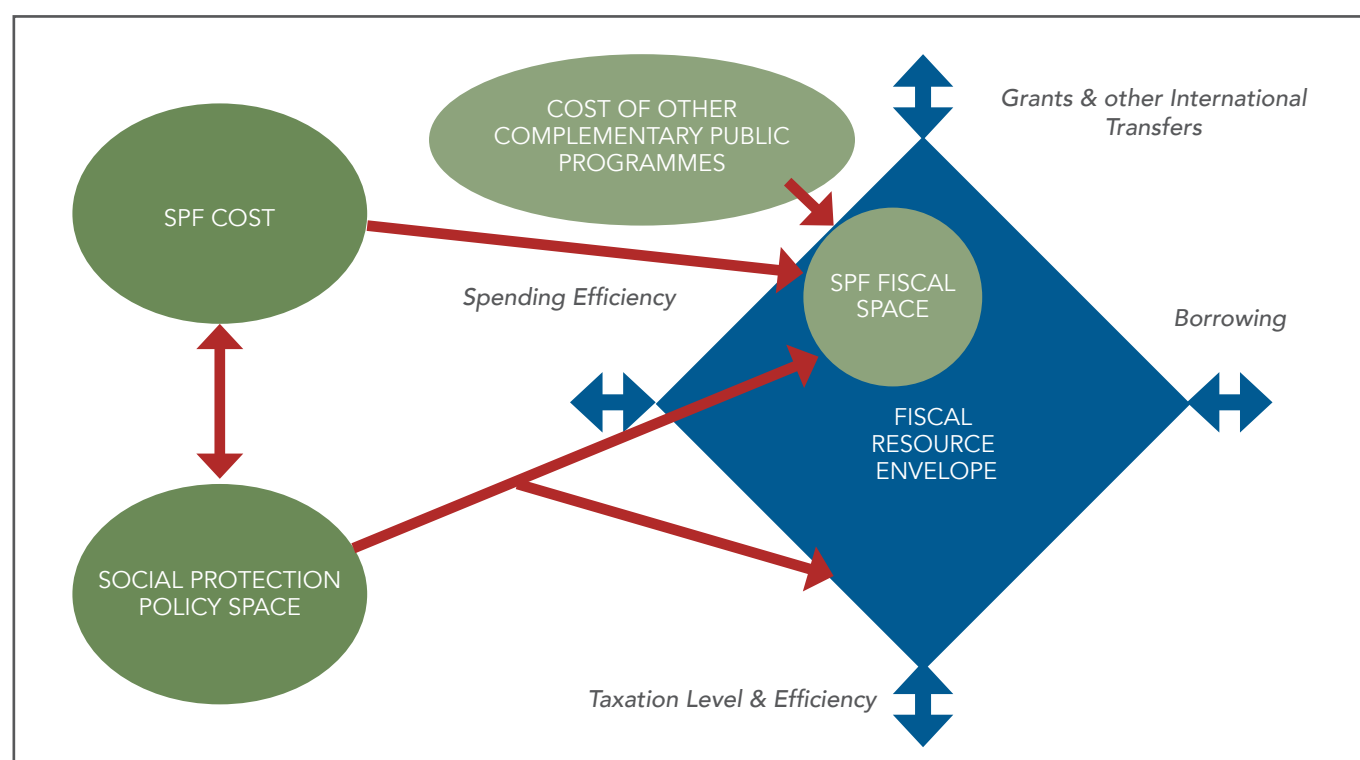 COST OF OTHER
COMPLEMENTARY PUBLIC
PROGRAMMES
Grants & other International
Transfers
SPF COST
Spending Efficiency
SPF FISCAL
SPACE
Borrowing
FISCAL
RESOURCE
ENVELOPE
SOCIAL PROTECTION
POLICY SPACE
Taxation Level & Efficiency